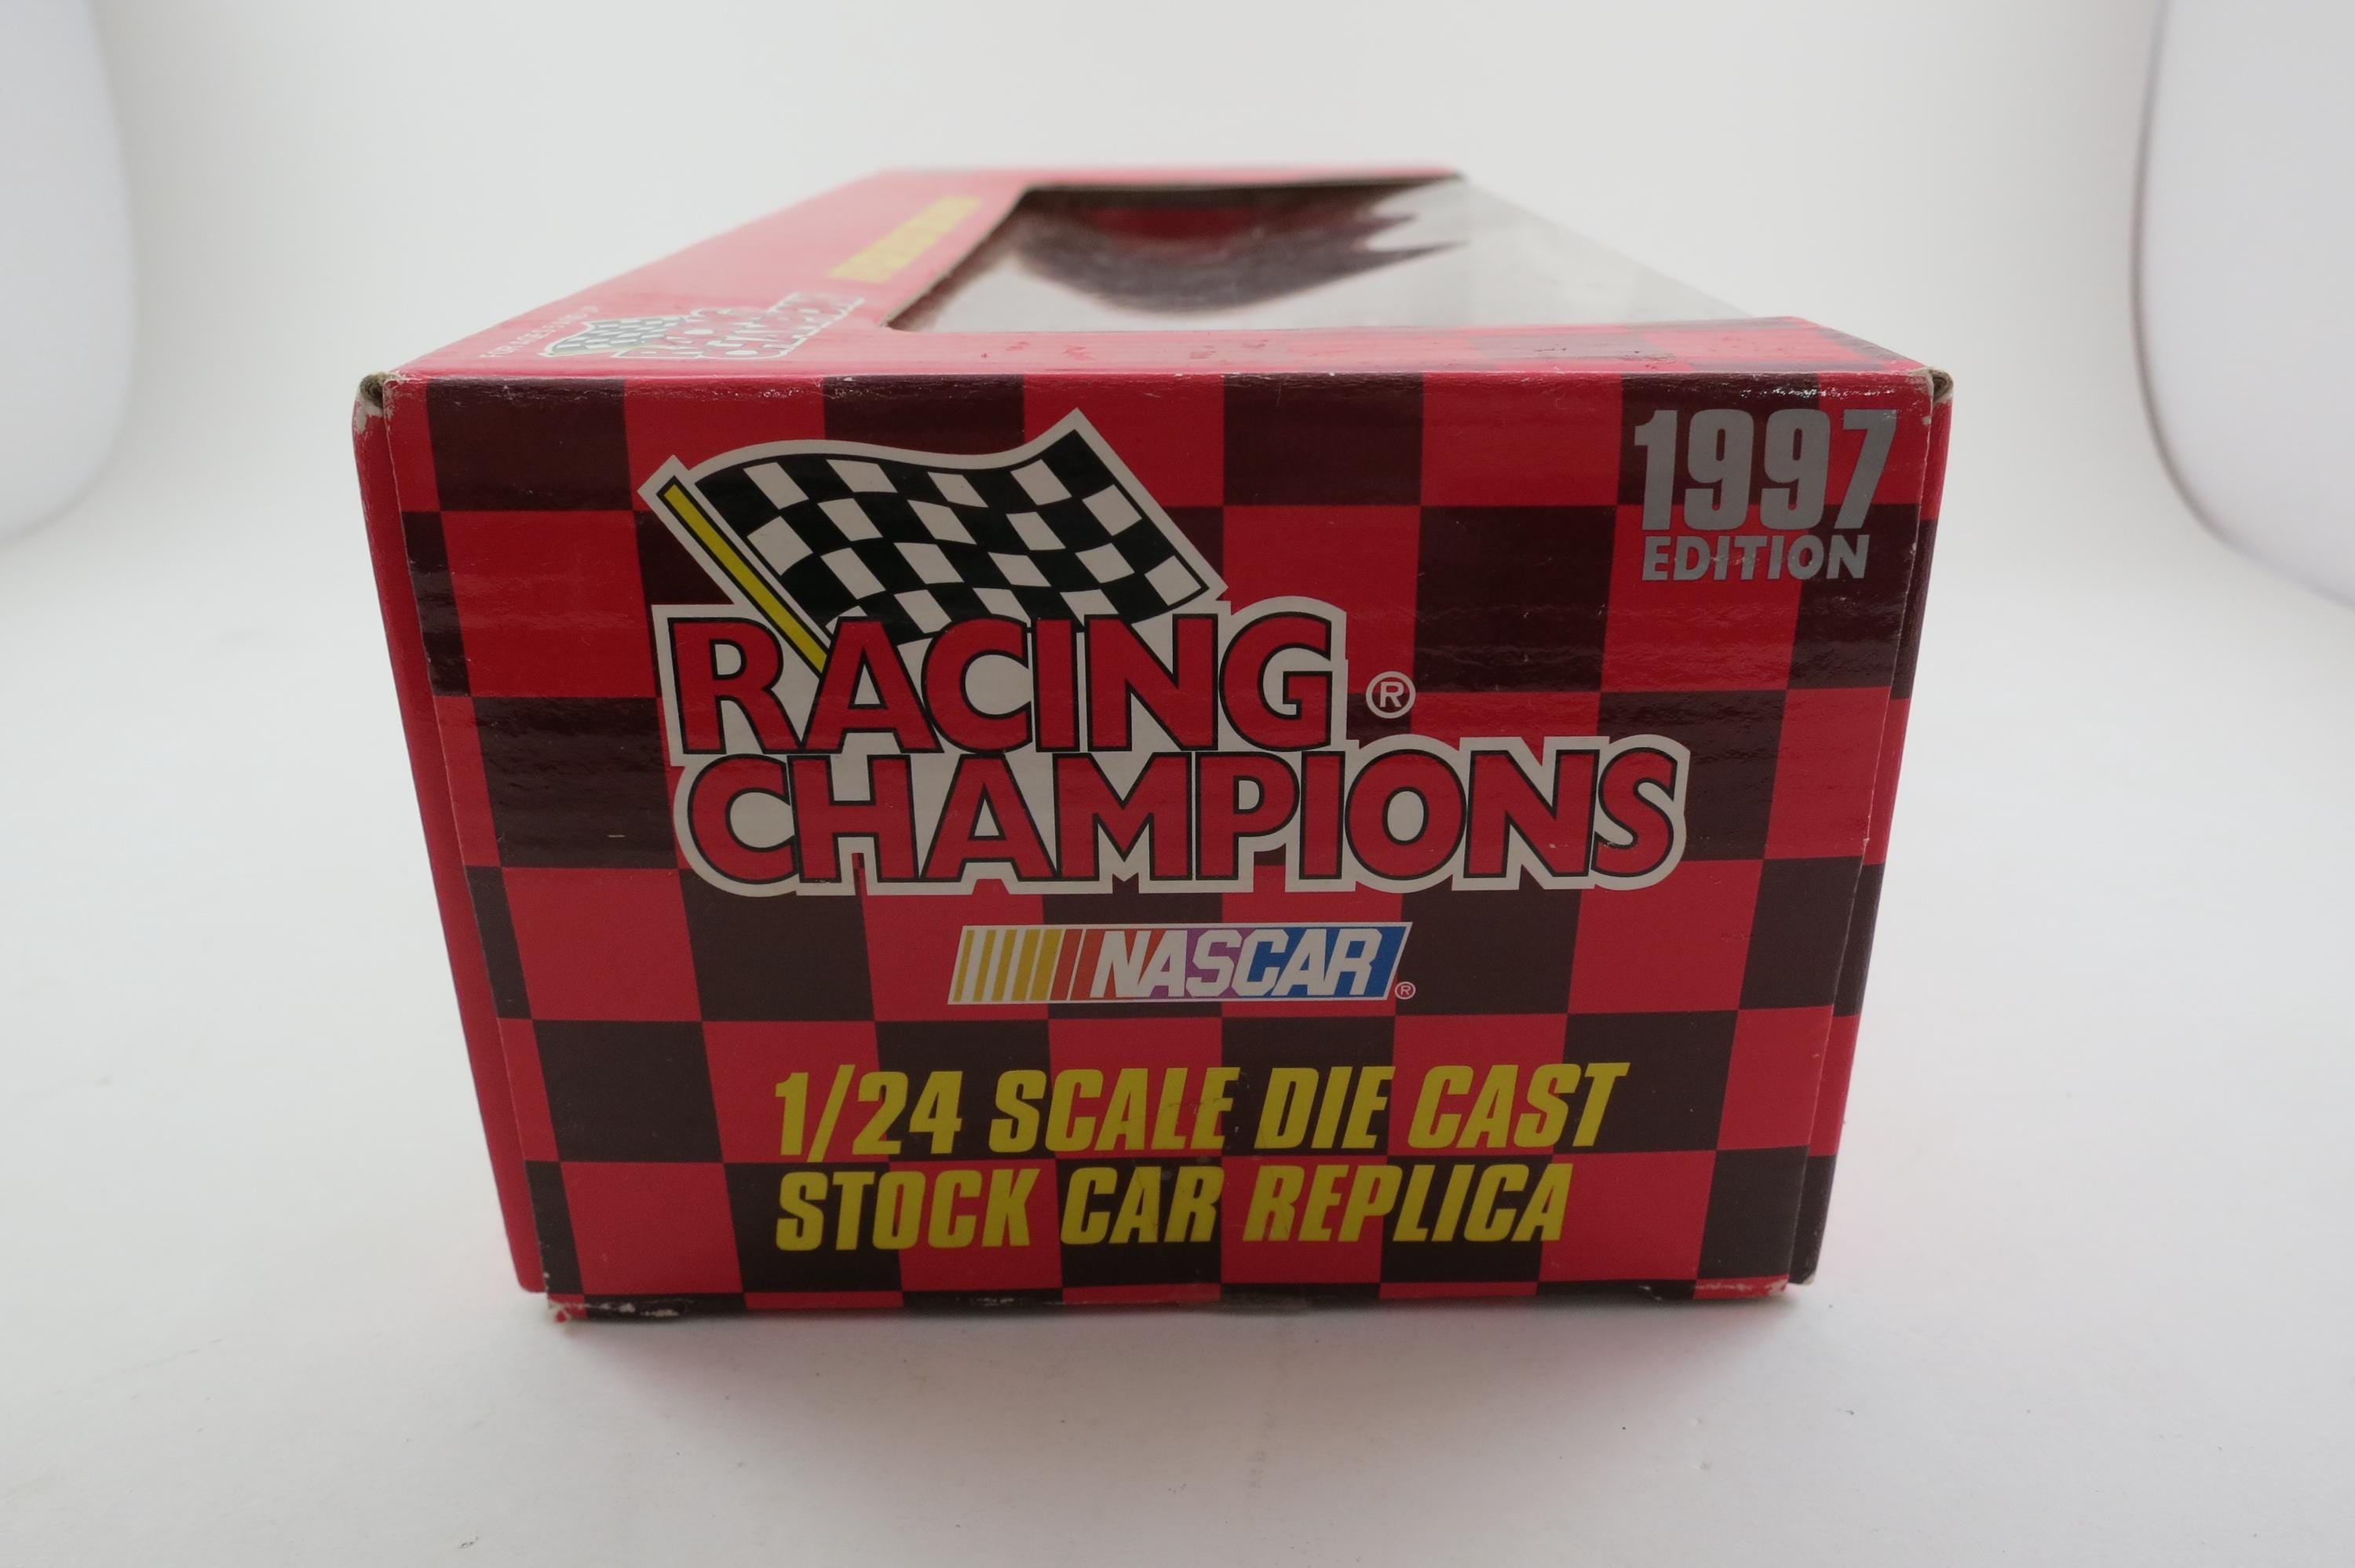 1997
EDITION
RACING ®
CHAMPIONS
NASCAR ®
1/24 SCALE DIE CAST
STOCK CAR REPLICA